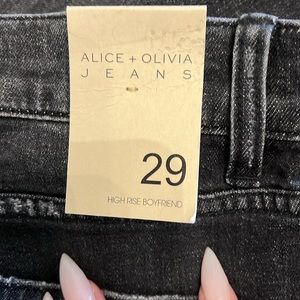 ALICE + OLIVIA
JEANS
29
HIGH RISE BOYFRIEND